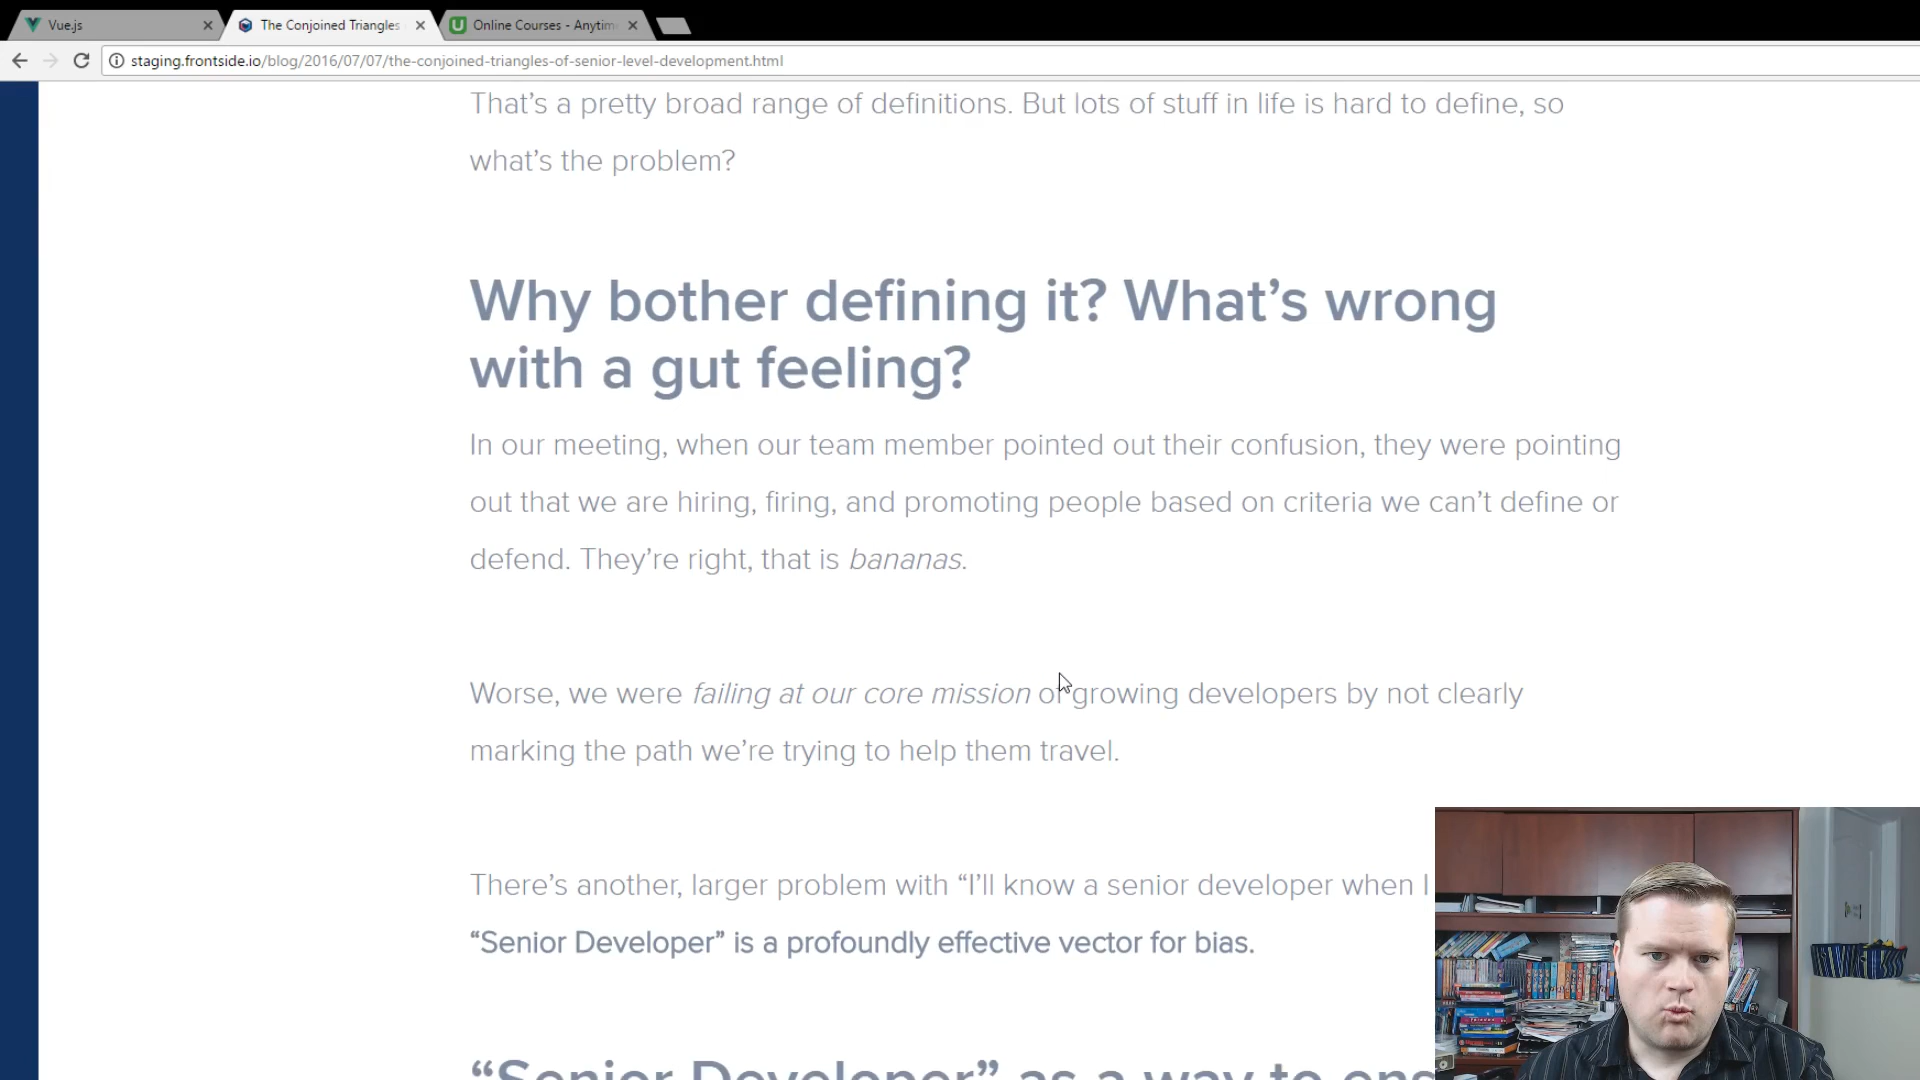 Vue.js
The Conjoined Triangles
Online Courses - Anytim
staging.frontside.io/blog/2016/07/07/the-conjoined-triangles-of-senior-level-development.html
That’s a pretty broad range of definitions. But lots of stuff in life is hard to define, so
what’s the problem?
Why bother defining it? What’s wrong
with a gut feeling?
In our meeting, when our team member pointed out their confusion, they were pointing
out that we are hiring, firing, and promoting people based on criteria we can’t define or
defend. They’re right, that is bananas.
Worse, we were failing at our core mission of growing developers by not clearly
marking the path we’re trying to help them travel.
There’s another, larger problem with “I’ll know a senior developer when I
“Senior Developer” is a profoundly effective vector for bias.
“Senior Developer” as a way to ens